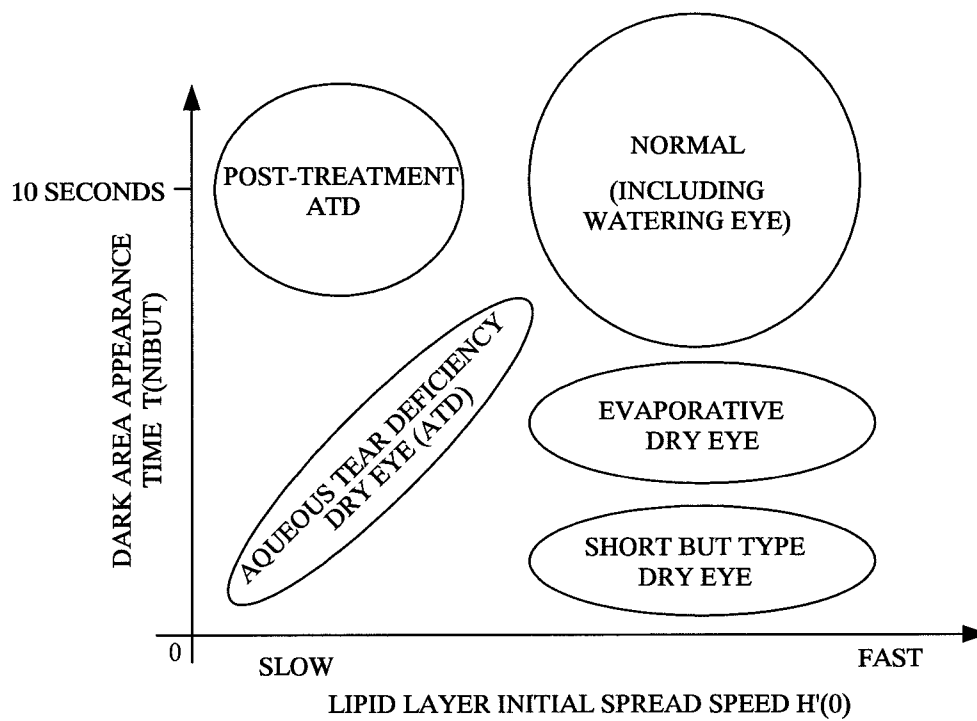 NORMAL
(INCLUDING
WATERING EYE)
POST-TREATMENT
ATD
10 SECONDS
DARK AREA APPEARANCE
TIME T(NIBUT)
AQUEOUS TEAR DEFICIENCY
DRY EYE (ATD)
EVAPORATIVE
DRY EYE
SHORT BUT TYPE
DRY EYE
0
SLOW
FAST
LIPID LAYER INITIAL SPREAD SPEED H'(0)